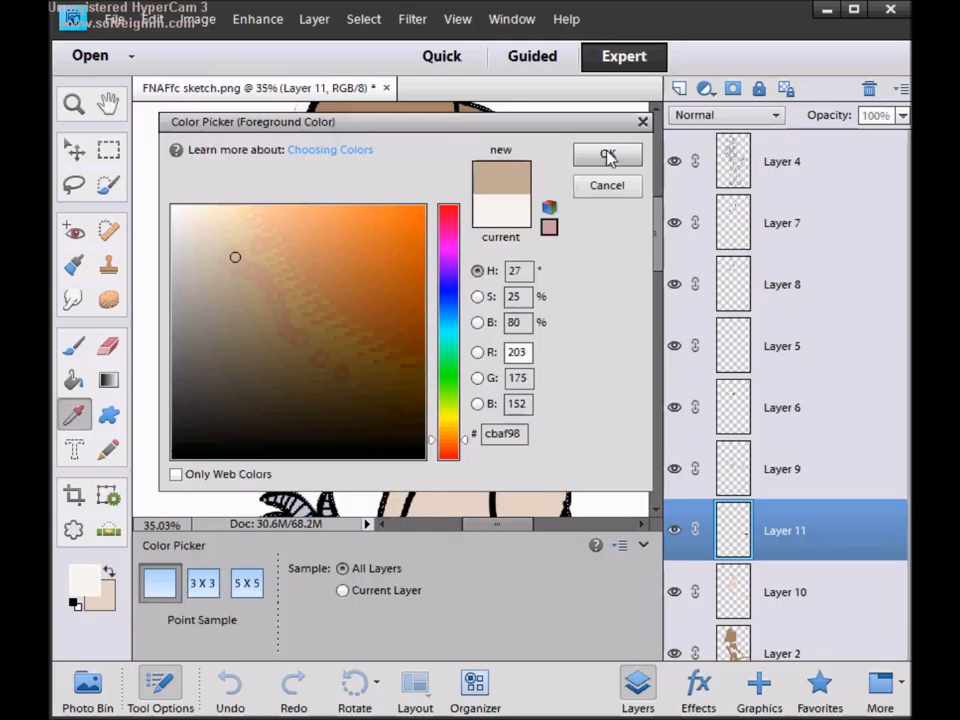 Unregistered HyperCam 3
www.solveigmm.com
File Edit Image Enhance Layer Select Filter View Window Help
Open Quick Guided Expert
FNAFfc sketch.png @ 35% (Layer 11, RGB/8) * ×
Normal Opacity: 100%
Color Picker (Foreground Color)
Learn more about: Choosing Colors
new
OK
Cancel
current
H: 27 °
S: 25 %
B: 80 %
R: 203
G: 175
B: 152
# cbaf98
Only Web Colors
Layer 4
Layer 7
Layer 8
Layer 5
Layer 6
Layer 9
Layer 11
Layer 10
Layer 2
35.03% Doc: 30.6M/68.2M
Color Picker
3 X 3 5 X 5
Point Sample
Sample: All Layers
Current Layer
Photo Bin Tool Options Undo Redo Rotate Layout Organizer Layers Effects Graphics Favorites More